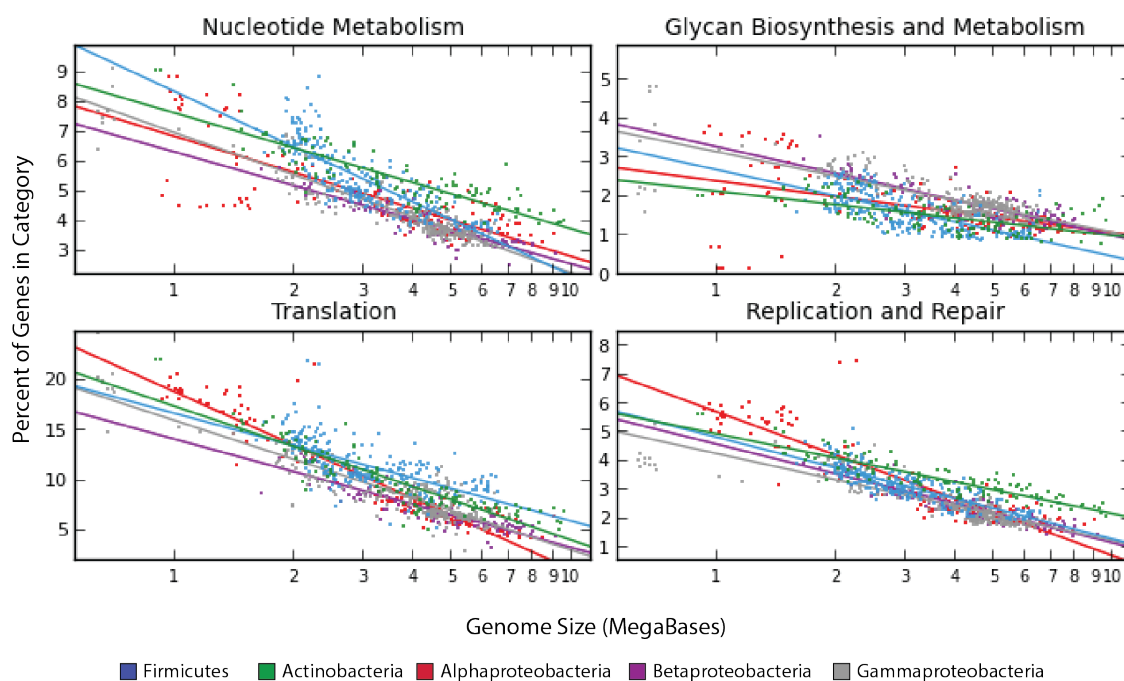 Nucleotide Metabolism
Glycan Biosynthesis and Metabolism
9
8
7
6
5
4
3
5
4
3
2
1
0
1 2 3 4 5 6 7 8 9 10
1 2 3 4 5 6 7 8 9 10
Percent of Genes in Category
Translation
Replication and Repair
20
15
10
5
8
7
6
5
4
3
2
1
1 2 3 4 5 6 7 8 9 10
1 2 3 4 5 6 7 8 9 10
Genome Size (MegaBases)
Firmicutes Actinobacteria Alphaproteobacteria Betaproteobacteria Gammaproteobacteria